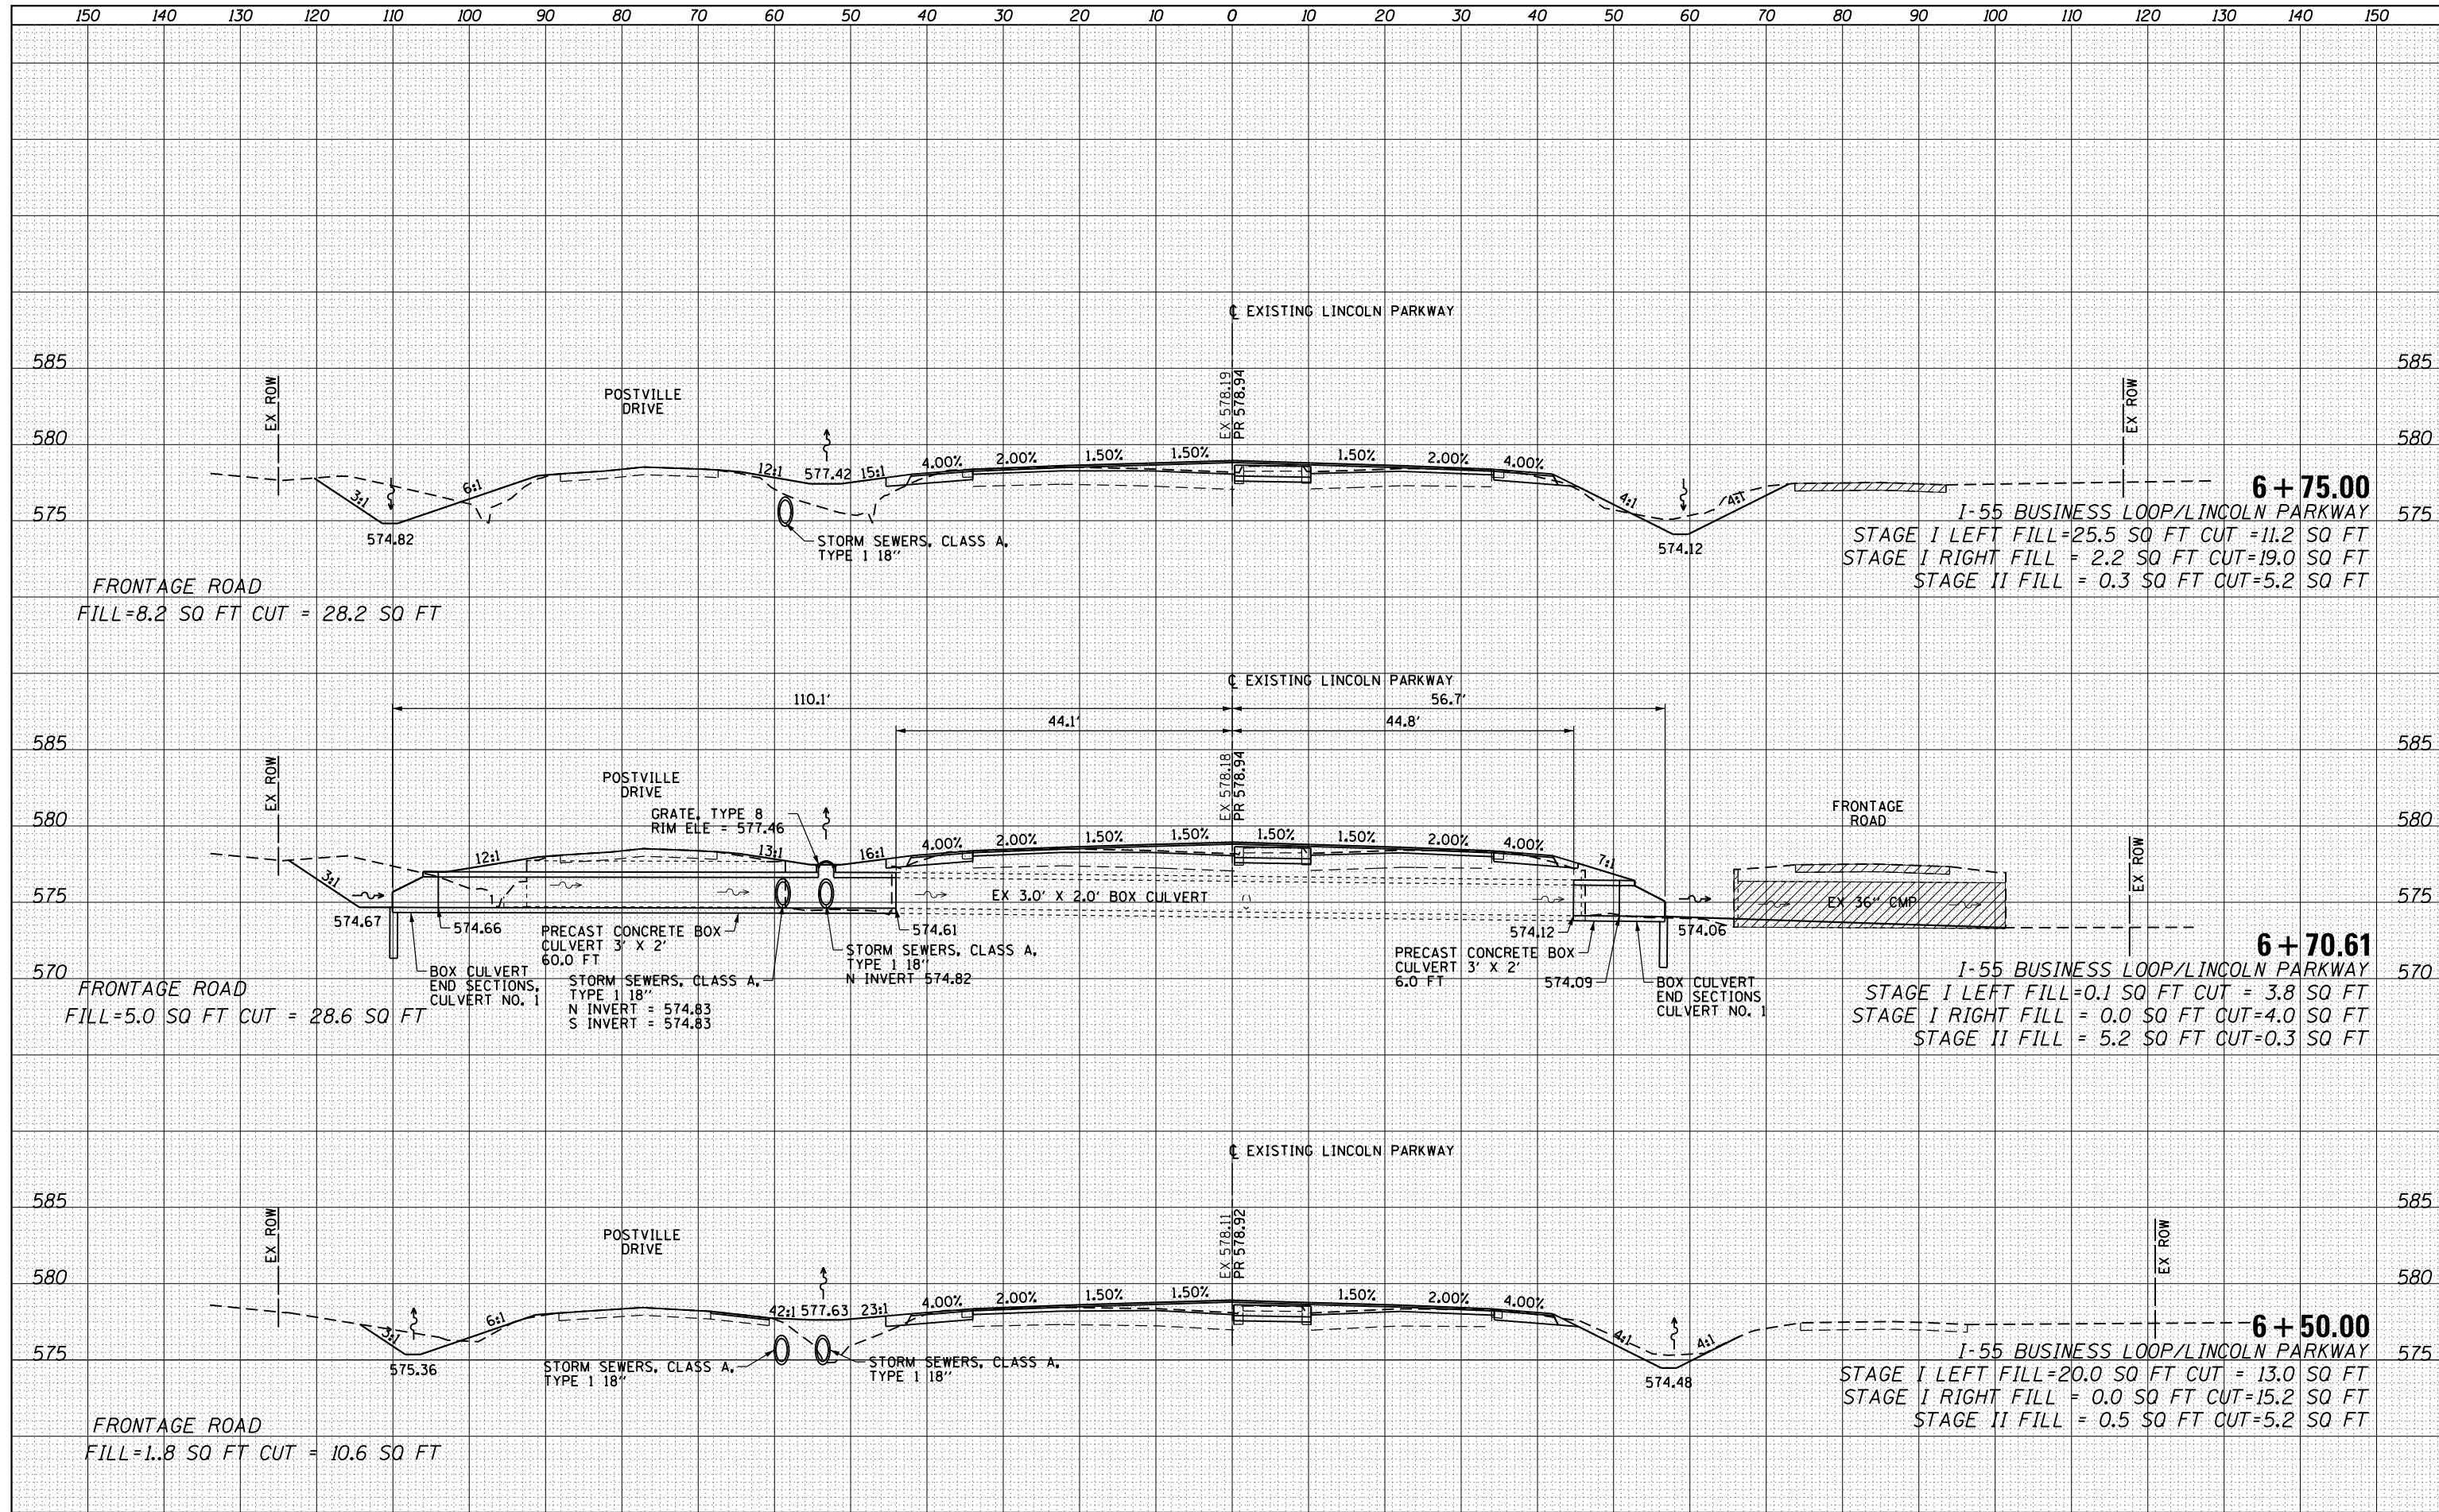 150 140 130 120 110 100 90 80 70 60 50 40 30 20 10 0 10 20 30 40 50 60 70 80 90 100 110 120 130 140 150
℄ EXISTING LINCOLN PARKWAY
585 585
EX ROW
POSTVILLE
DRIVE
EX 578.19
PR 578.94
EX ROW
580 580
3:1
6:1
12:1
577.42
15:1
4.00%
2.00%
1.50%
1.50%
1.50%
2.00%
4.00%
4:1
4:1
575 575
574.82
STORM SEWERS, CLASS A,
TYPE 1 18"
574.12
6+75.00
I-55 BUSINESS LOOP/LINCOLN PARKWAY
STAGE I LEFT FILL=25.5 SQ FT CUT =11.2 SQ FT
STAGE I RIGHT FILL = 2.2 SQ FT CUT=19.0 SQ FT
STAGE II FILL = 0.3 SQ FT CUT=5.2 SQ FT
FRONTAGE ROAD
FILL=8.2 SQ FT CUT = 28.2 SQ FT
℄ EXISTING LINCOLN PARKWAY
110.1'
56.7'
44.1'
44.8'
585 585
EX ROW
POSTVILLE
DRIVE
EX 578.18
PR 578.94
GRATE, TYPE 8
RIM ELE = 577.46
FRONTAGE
ROAD
EX ROW
580 580
3:1
12:1
13:1
16:1
4.00%
2.00%
1.50%
1.50%
1.50%
1.50%
2.00%
4.00%
7:1
575 575
EX 3.0' X 2.0' BOX CULVERT
EX 36" CMP
574.67
574.66
PRECAST CONCRETE BOX
CULVERT 3' X 2'
60.0 FT
574.61
STORM SEWERS, CLASS A,
TYPE 1 18"
N INVERT 574.82
574.12
574.06
PRECAST CONCRETE BOX
CULVERT 3' X 2'
6.0 FT
574.09
570 570
BOX CULVERT
END SECTIONS,
CULVERT NO. 1
STORM SEWERS, CLASS A,
TYPE 1 18"
N INVERT = 574.83
S INVERT = 574.83
BOX CULVERT
END SECTIONS
CULVERT NO. 1
6+70.61
I-55 BUSINESS LOOP/LINCOLN PARKWAY
STAGE I LEFT FILL=0.1 SQ FT CUT = 3.8 SQ FT
STAGE I RIGHT FILL = 0.0 SQ FT CUT=4.0 SQ FT
STAGE II FILL = 5.2 SQ FT CUT=0.3 SQ FT
FRONTAGE ROAD
FILL=5.0 SQ FT CUT = 28.6 SQ FT
℄ EXISTING LINCOLN PARKWAY
585 585
EX ROW
POSTVILLE
DRIVE
EX 578.11
PR 578.92
EX ROW
580 580
3:1
6:1
42:1
577.63
23:1
4.00%
2.00%
1.50%
1.50%
1.50%
2.00%
4.00%
4:1
4:1
575 575
575.36
STORM SEWERS, CLASS A,
TYPE 1 18"
STORM SEWERS, CLASS A,
TYPE 1 18"
574.48
6+50.00
I-55 BUSINESS LOOP/LINCOLN PARKWAY
STAGE I LEFT FILL=20.0 SQ FT CUT = 13.0 SQ FT
STAGE I RIGHT FILL = 0.0 SQ FT CUT=15.2 SQ FT
STAGE II FILL = 0.5 SQ FT CUT=5.2 SQ FT
FRONTAGE ROAD
FILL=1..8 SQ FT CUT = 10.6 SQ FT